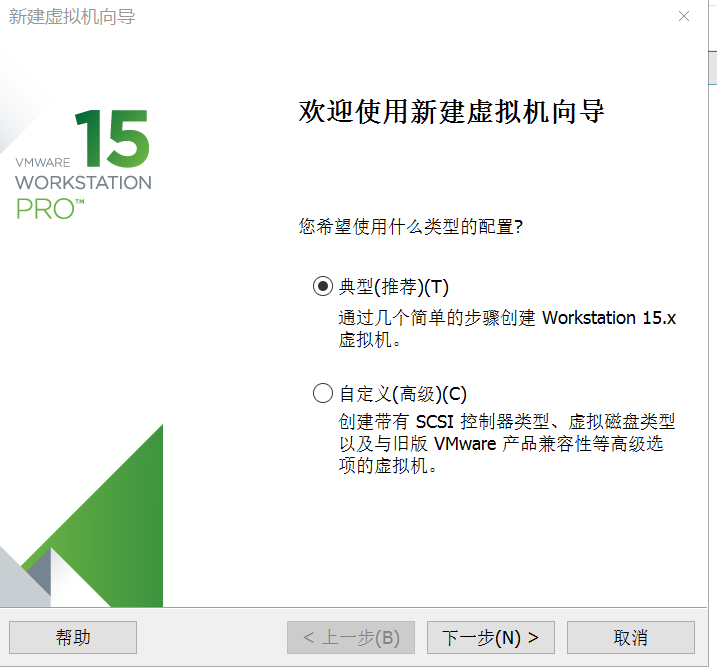 新建虚拟机向导
欢迎使用新建虚拟机向导
15
VMWARE
WORKSTATION
PRO™
您希望使用什么类型的配置?
典型(推荐)(T)
通过几个简单的步骤创建 Workstation 15.x
虚拟机。
自定义(高级)(C)
创建带有 SCSI 控制器类型、虚拟磁盘类型
以及与旧版 VMware 产品兼容性等高级选
项的虚拟机。
帮助
< 上一步(B)
下一步(N) >
取消